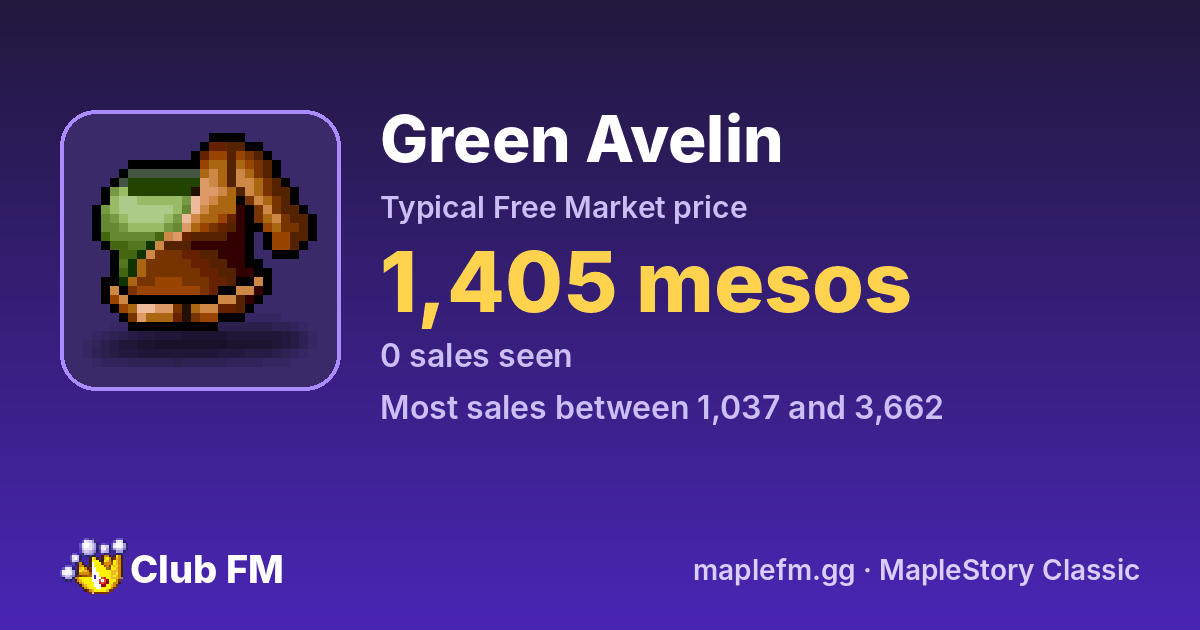 Green Avelin
Typical Free Market price
1,405 mesos
0 sales seen
Most sales between 1,037 and 3,662
Club FM
maplefm.gg · MapleStory Classic